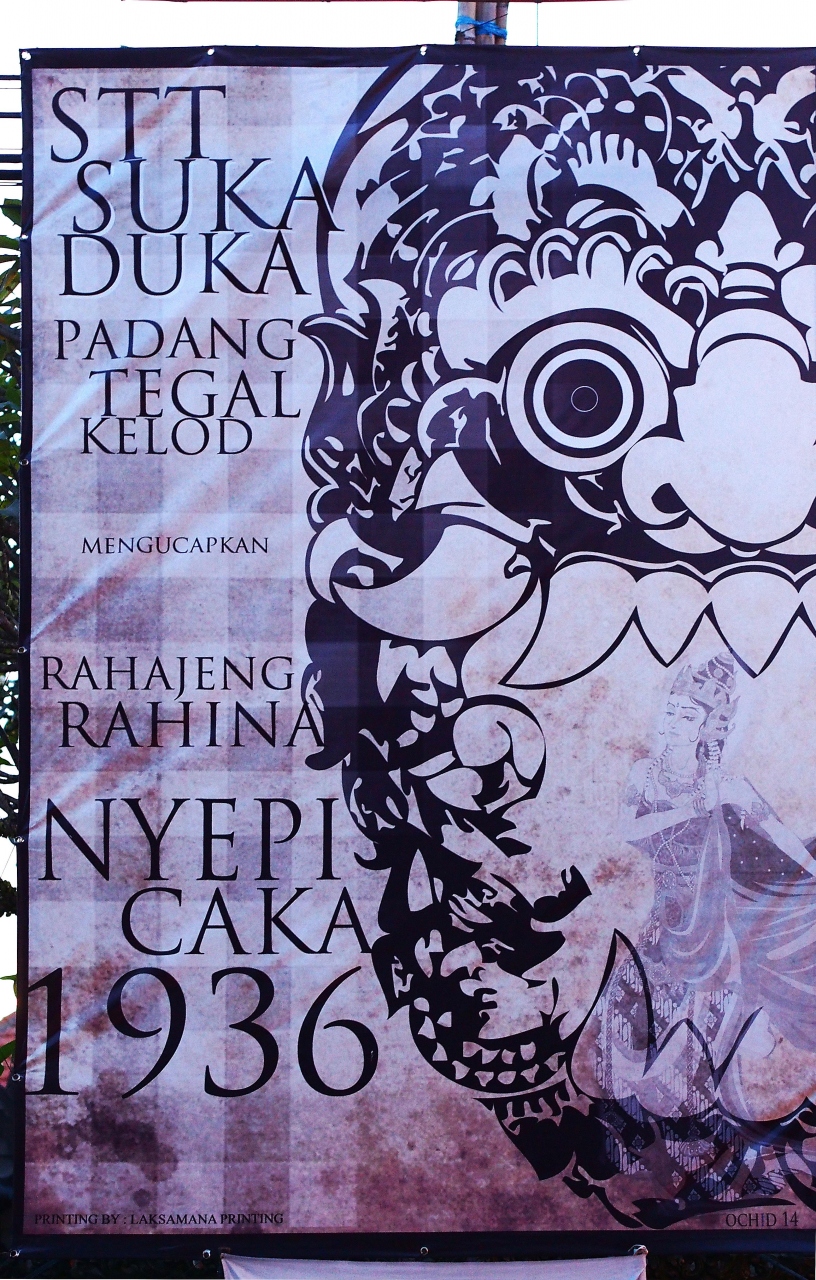 STT
SUKA
DUKA
PADANG
TEGAL
KELOD
MENGUCAPKAN
RAHAJENG
RAHINA
NYEPI
CAKA
1936
PRINTING BY : LAKSAMANA PRINTING
OCHID 14